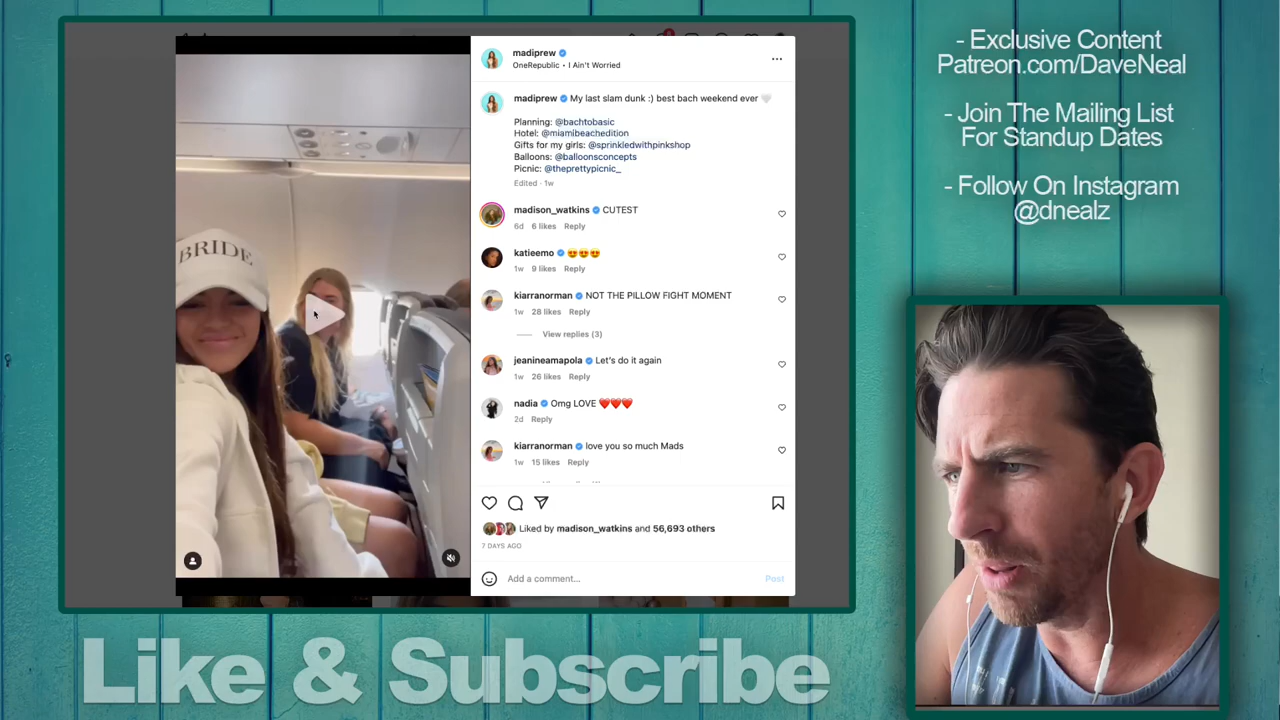 BRIDE
madiprew
OneRepublic • I Ain't Worried
madiprew My last slam dunk :) best bach weekend ever 🤍
Planning: @bachtobasic
Hotel: @miamibeachedition
Gifts for my girls: @sprinkledwithpinkshop
Balloons: @balloonsconcepts
Picnic: @theprettypicnic_
Edited · 1w
madison_watkins CUTEST
6d 6 likes Reply
katieemo 😍😍😍
1w 9 likes Reply
kiarranorman NOT THE PILLOW FIGHT MOMENT
1w 28 likes Reply
View replies (3)
jeanineamapola Let's do it again
1w 26 likes Reply
nadia Omg LOVE ❤️❤️❤️
2d Reply
kiarranorman love you so much Mads
1w 15 likes Reply
Liked by madison_watkins and 56,693 others
7 DAYS AGO
Add a comment...
Post
- Exclusive Content
Patreon.com/DaveNeal
- Join The Mailing List
For Standup Dates
- Follow On Instagram
@dnealz
Like & Subscribe